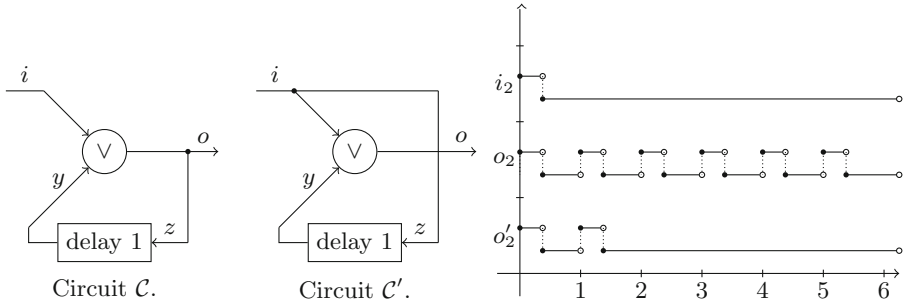 i
∨
o
y
z
delay 1
Circuit 𝒞.
i
∨
o
y
z
delay 1
Circuit 𝒞′.
i₂
o₂
o′₂
1 2 3 4 5 6